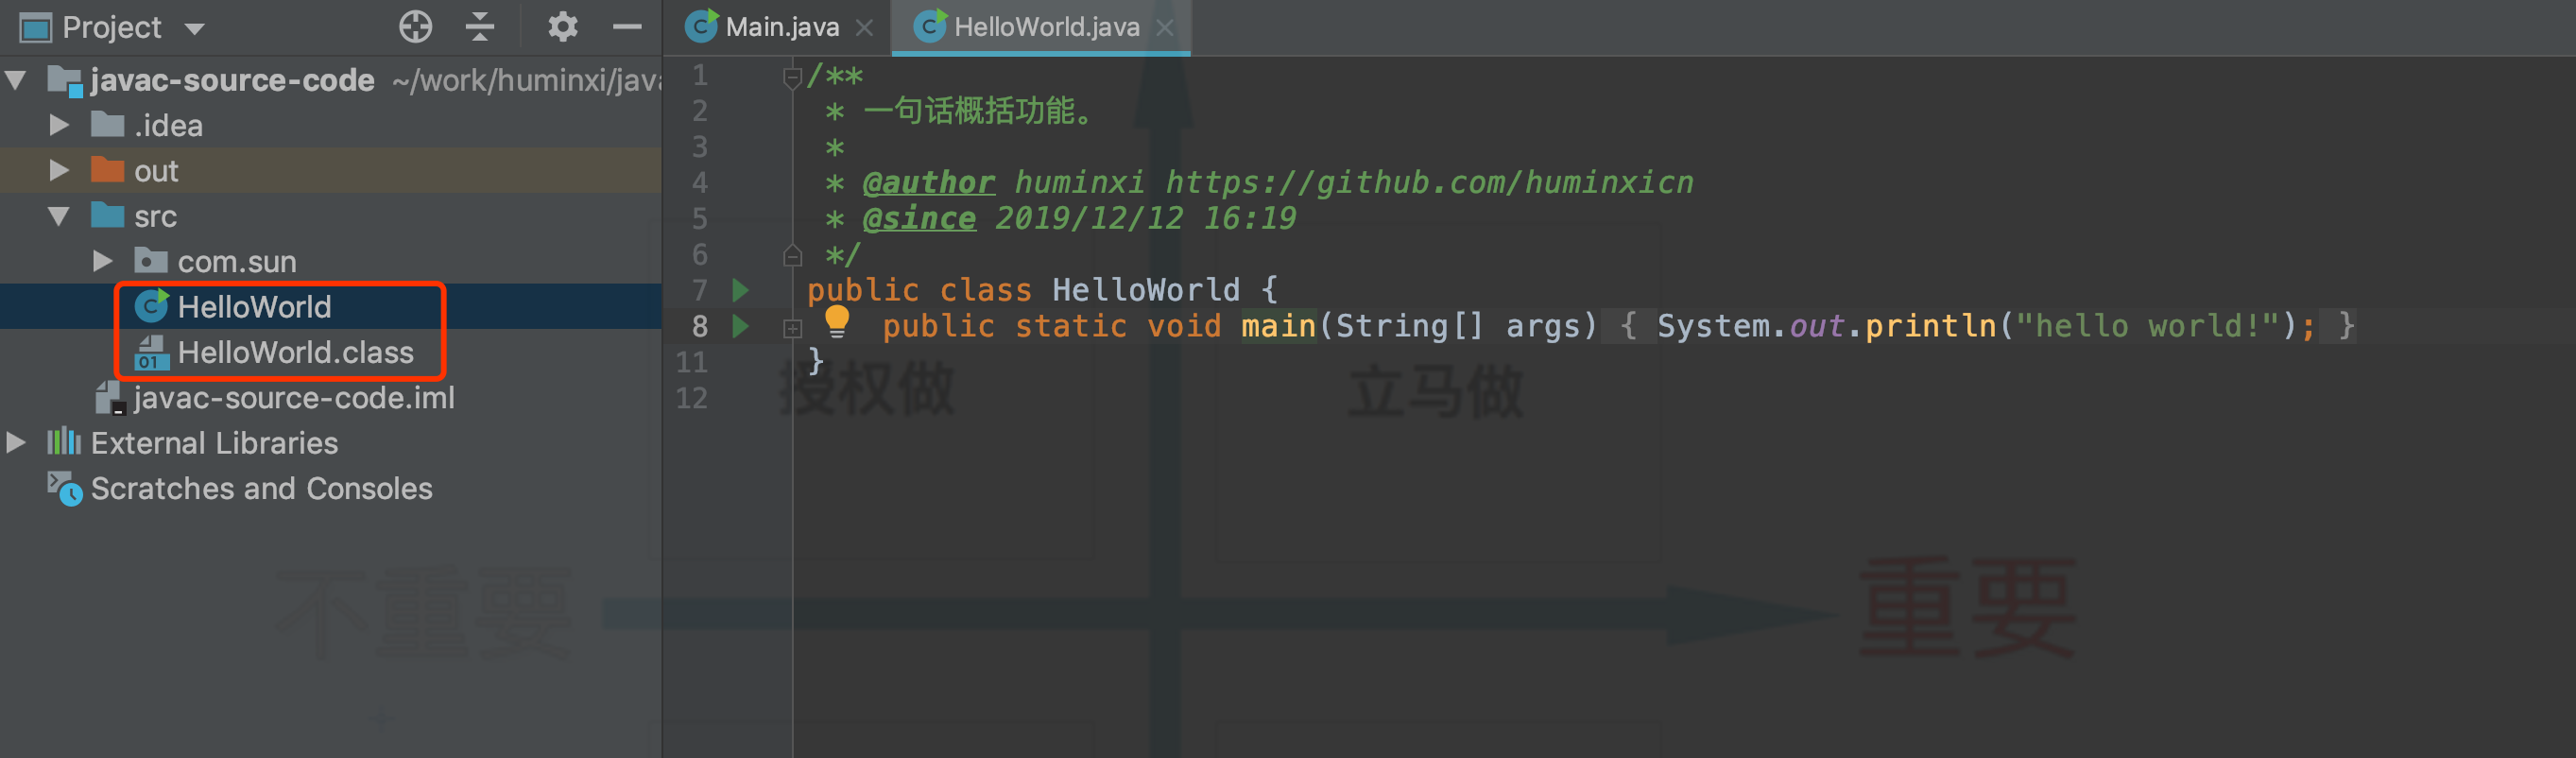 Project
javac-source-code ~/work/huminxi/java
.idea
out
src
com.sun
HelloWorld
HelloWorld.class
javac-source-code.iml
External Libraries
Scratches and Consoles
Main.java
HelloWorld.java
1 /**
2 * 一句话概括功能。
3 *
4 * @author huminxi https://github.com/huminxicn
5 * @since 2019/12/12 16:19
6 */
7 public class HelloWorld {
8 public static void main(String[] args) { System.out.println("hello world!"); }
11 }
12
授权做
立马做
不重要
重要